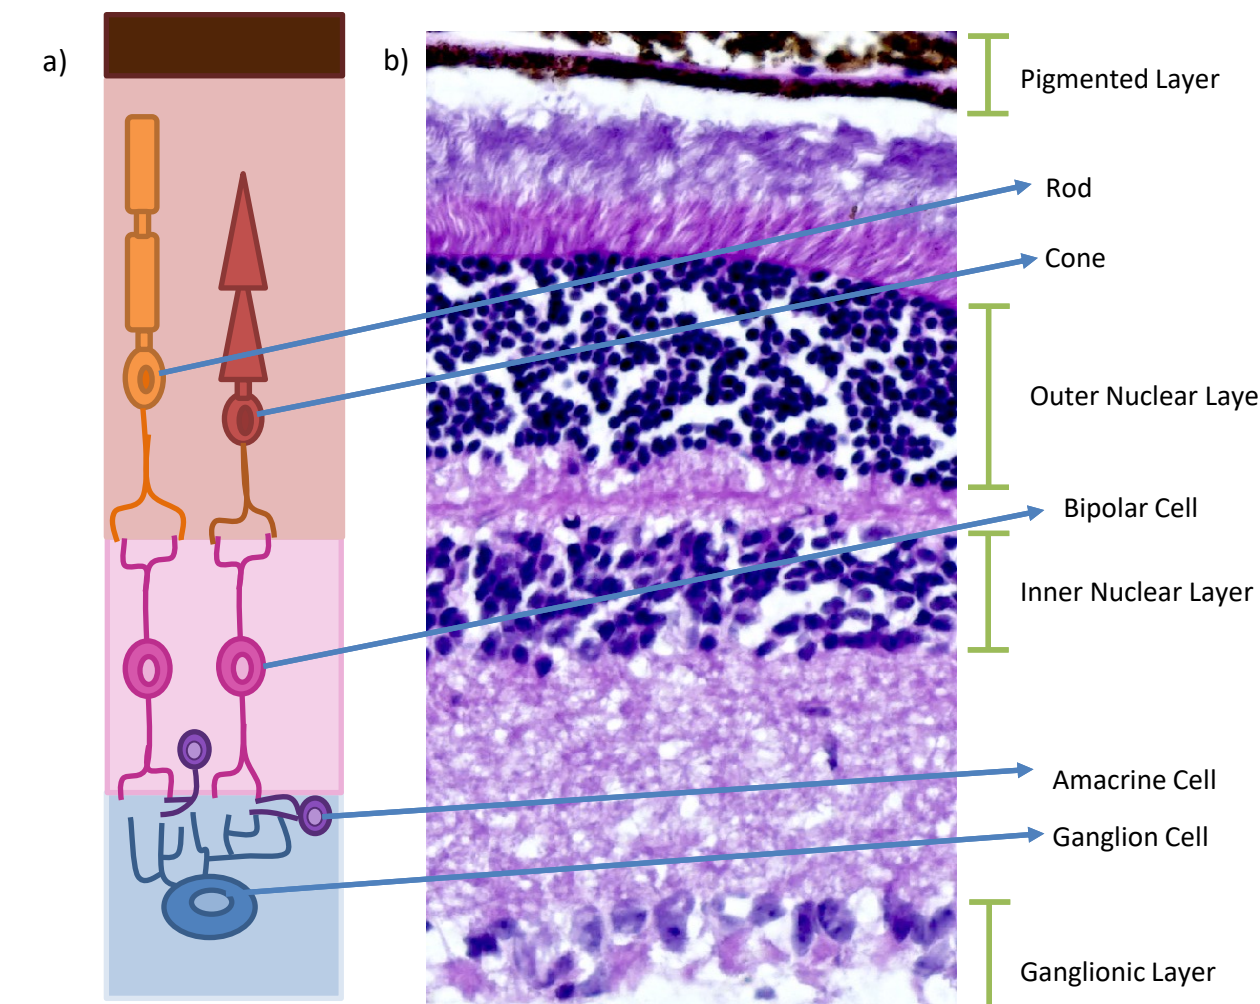 a)
b)
Pigmented Layer
Rod
Cone
Outer Nuclear Laye
Bipolar Cell
Inner Nuclear Layer
Amacrine Cell
Ganglion Cell
Ganglionic Layer